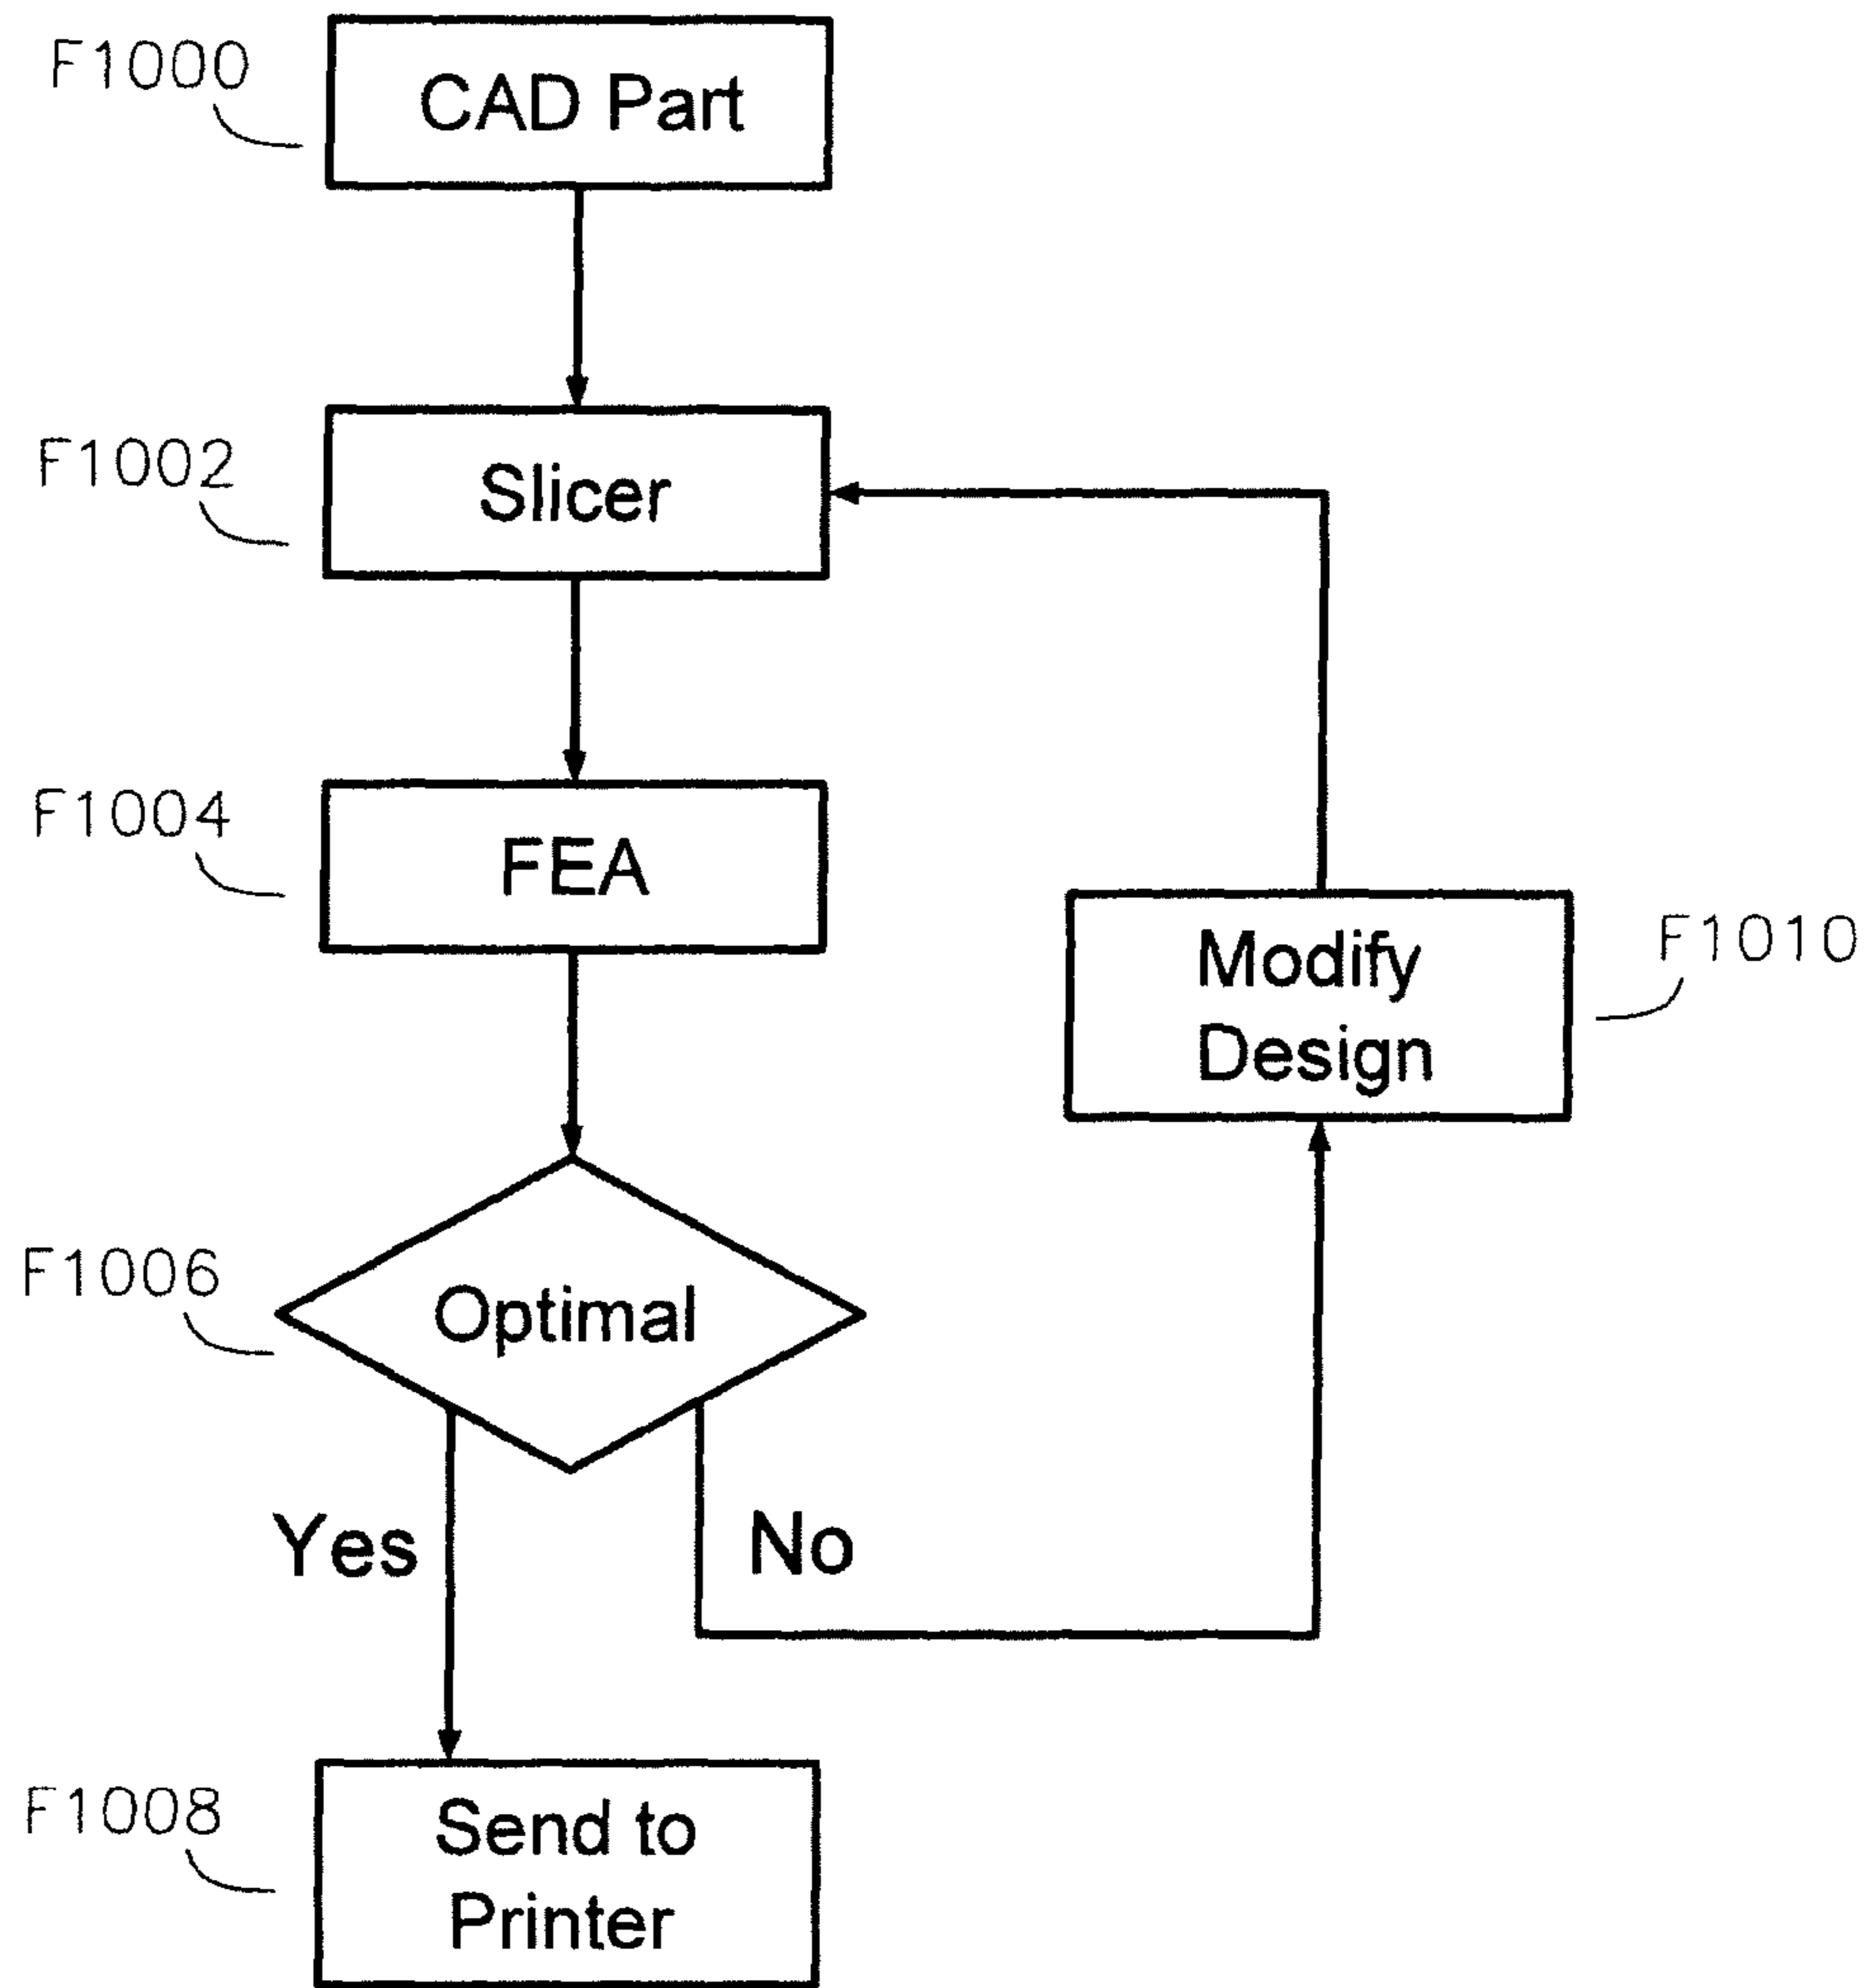 F1000
CAD Part
F1002
Slicer
F1004
FEA
Modify
Design
F1010
F1006
Optimal
Yes
No
F1008
Send to
Printer